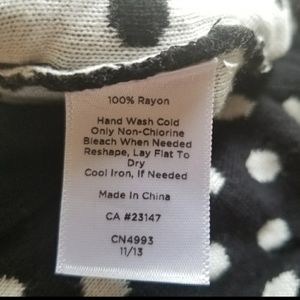 100% Rayon
Hand Wash Cold
Only Non-Chlorine
Bleach When Needed
Reshape, Lay Flat To
Dry
Cool Iron, If Needed
Made In China
CA #23147
CN4993
11/13